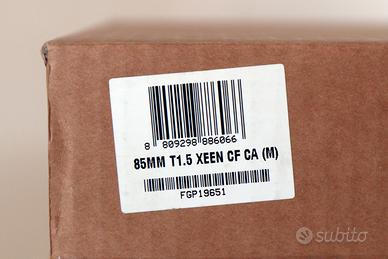 8 809298 886066
85MM T1.5 XEEN CF CA (M)
FGP19651
subito